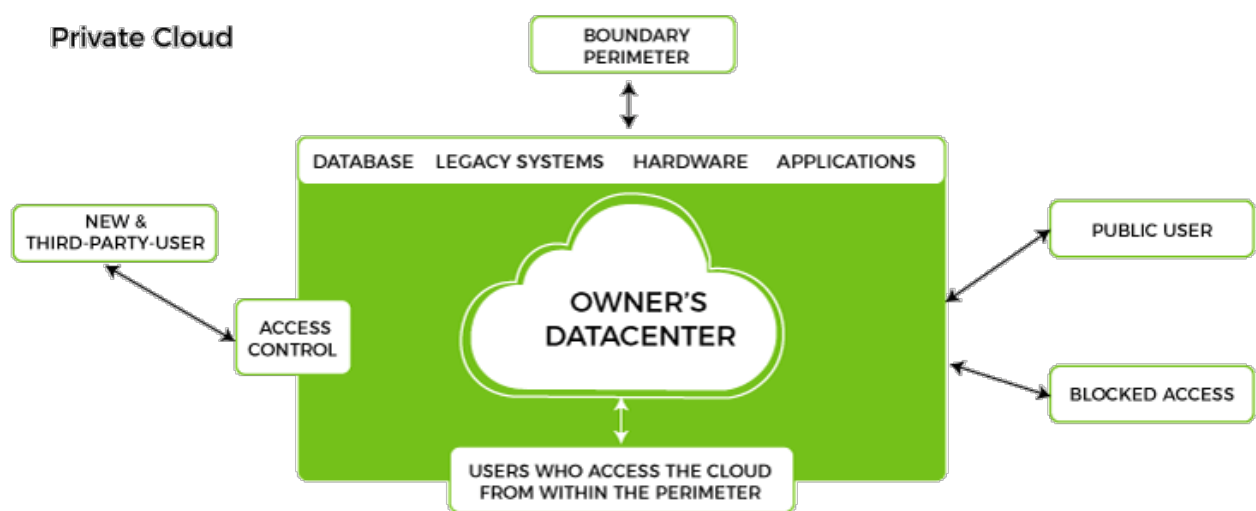 Private Cloud
BOUNDARY
PERIMETER
DATABASE LEGACY SYSTEMS HARDWARE APPLICATIONS
NEW &
THIRD-PARTY-USER
ACCESS
CONTROL
OWNER'S
DATACENTER
PUBLIC USER
BLOCKED ACCESS
USERS WHO ACCESS THE CLOUD
FROM WITHIN THE PERIMETER